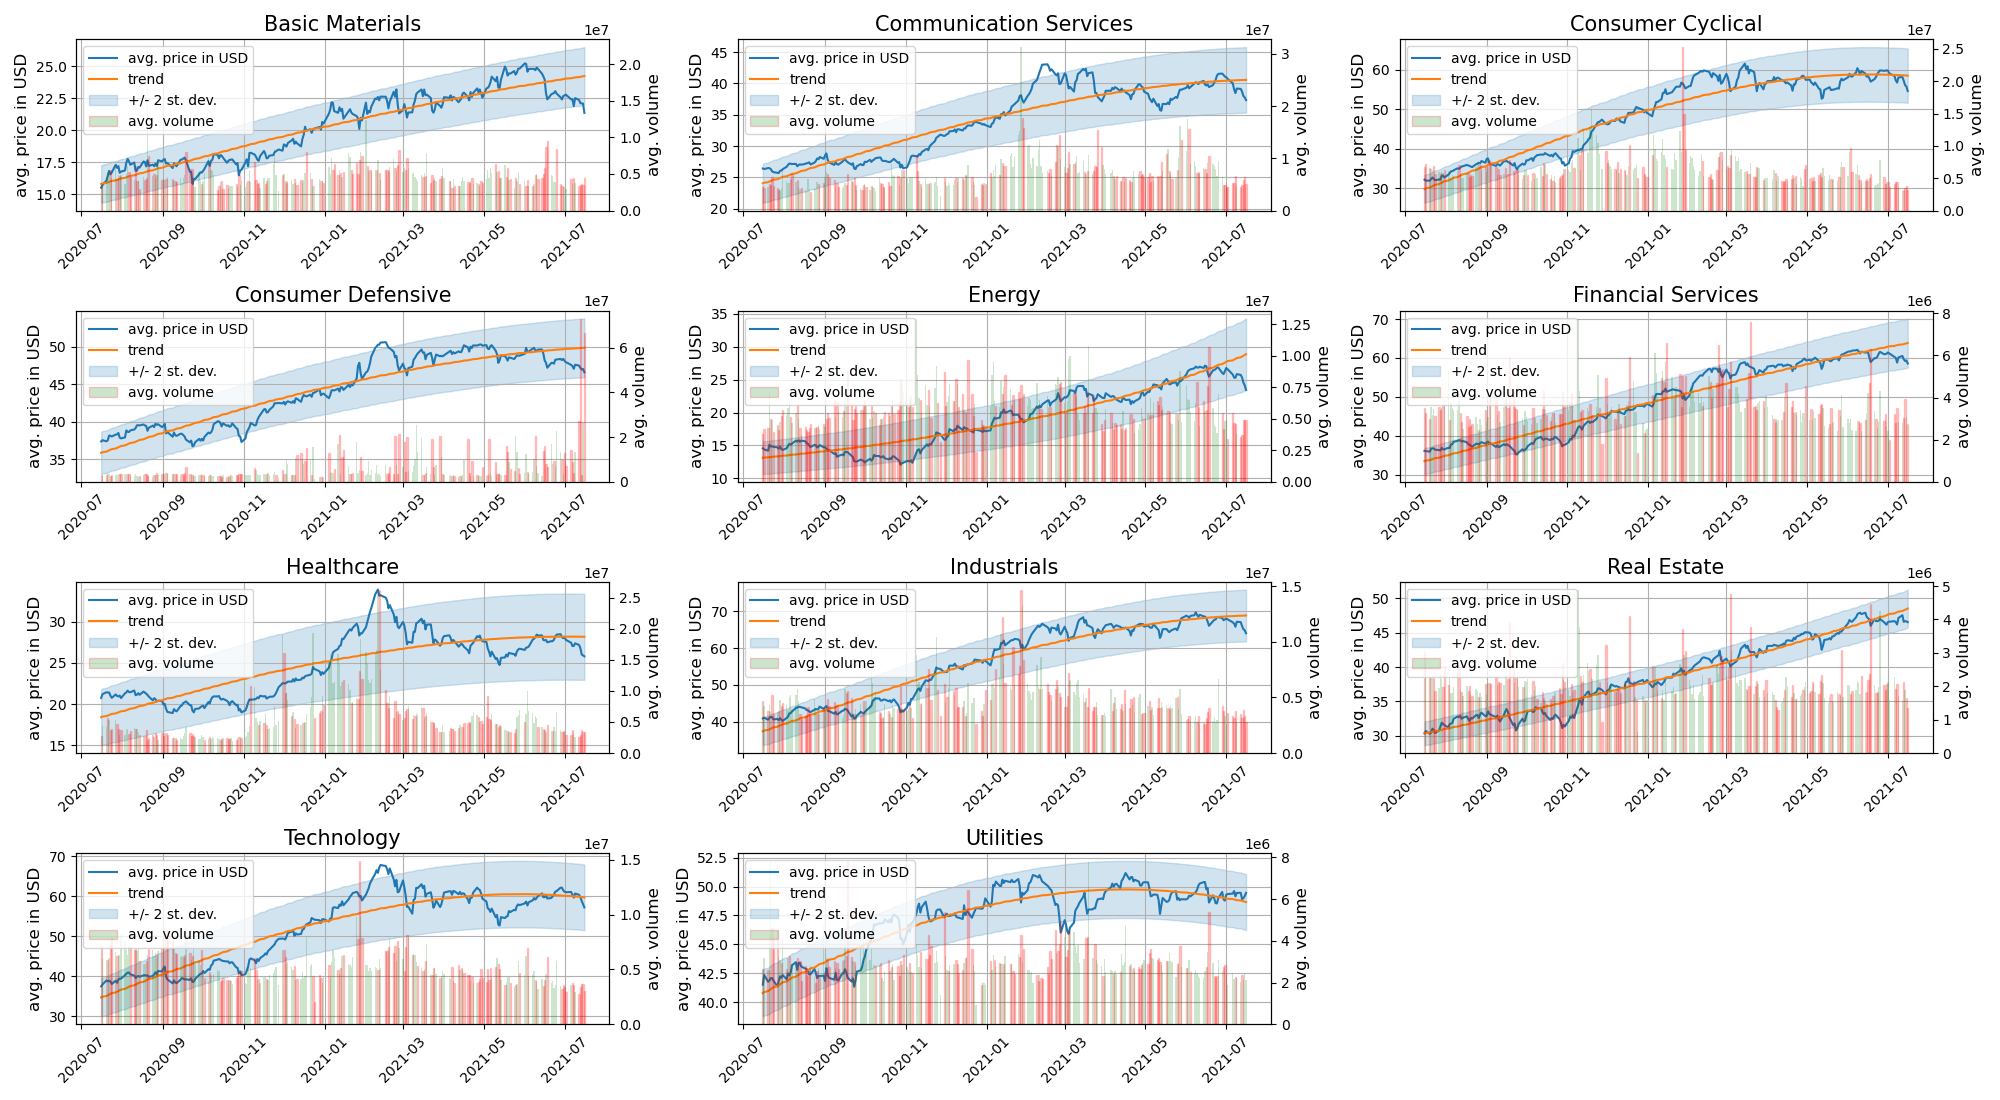 Basic Materials
1e7
avg. price in USD
25.0
22.5
20.0
17.5
15.0
avg. price in USD
trend
+/- 2 st. dev.
avg. volume
2.0
1.5
1.0
0.5
0.0
avg. volume
2020-07
2020-09
2020-11
2021-01
2021-03
2021-05
2021-07
Communication Services
1e7
avg. price in USD
45
40
35
30
25
20
avg. price in USD
trend
+/- 2 st. dev.
avg. volume
3
2
1
0
avg. volume
2020-07
2020-09
2020-11
2021-01
2021-03
2021-05
2021-07
Consumer Cyclical
1e7
avg. price in USD
60
50
40
30
avg. price in USD
trend
+/- 2 st. dev.
avg. volume
2.5
2.0
1.5
1.0
0.5
0.0
avg. volume
2020-07
2020-09
2020-11
2021-01
2021-03
2021-05
2021-07
Consumer Defensive
1e7
avg. price in USD
50
45
40
35
avg. price in USD
trend
+/- 2 st. dev.
avg. volume
6
4
2
0
avg. volume
2020-07
2020-09
2020-11
2021-01
2021-03
2021-05
2021-07
Energy
1e7
avg. price in USD
35
30
25
20
15
10
avg. price in USD
trend
+/- 2 st. dev.
avg. volume
1.25
1.00
0.75
0.50
0.25
0.00
avg. volume
2020-07
2020-09
2020-11
2021-01
2021-03
2021-05
2021-07
Financial Services
1e6
avg. price in USD
70
60
50
40
30
avg. price in USD
trend
+/- 2 st. dev.
avg. volume
8
6
4
2
0
avg. volume
2020-07
2020-09
2020-11
2021-01
2021-03
2021-05
2021-07
Healthcare
1e7
avg. price in USD
30
25
20
15
avg. price in USD
trend
+/- 2 st. dev.
avg. volume
2.5
2.0
1.5
1.0
0.5
0.0
avg. volume
2020-07
2020-09
2020-11
2021-01
2021-03
2021-05
2021-07
Industrials
1e7
avg. price in USD
70
60
50
40
avg. price in USD
trend
+/- 2 st. dev.
avg. volume
1.5
1.0
0.5
0.0
avg. volume
2020-07
2020-09
2020-11
2021-01
2021-03
2021-05
2021-07
Real Estate
1e6
avg. price in USD
50
45
40
35
30
avg. price in USD
trend
+/- 2 st. dev.
avg. volume
5
4
3
2
1
0
avg. volume
2020-07
2020-09
2020-11
2021-01
2021-03
2021-05
2021-07
Technology
1e7
avg. price in USD
70
60
50
40
30
avg. price in USD
trend
+/- 2 st. dev.
avg. volume
1.5
1.0
0.5
0.0
avg. volume
2020-07
2020-09
2020-11
2021-01
2021-03
2021-05
2021-07
Utilities
1e6
avg. price in USD
52.5
50.0
47.5
45.0
42.5
40.0
avg. price in USD
trend
+/- 2 st. dev.
avg. volume
8
6
4
2
0
avg. volume
2020-07
2020-09
2020-11
2021-01
2021-03
2021-05
2021-07